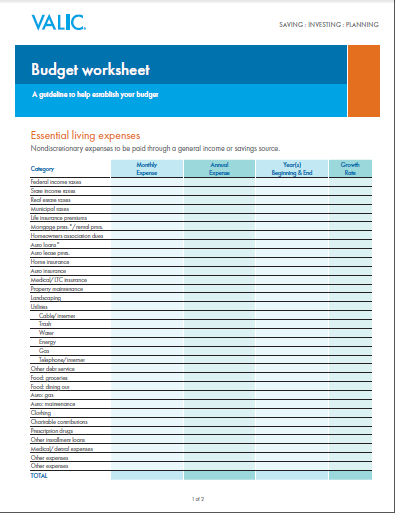 VALIC®
SAVING : INVESTING : PLANNING
Budget worksheet
A guideline to help establish your budget
Essential living expenses
Nondiscretionary expenses to be paid through a general income or savings source.
Category Monthly Expense Annual Expense Year(s) Beginning & End Growth Rate
Federal income taxes
State income taxes
Real estate taxes
Municipal taxes
Life insurance premiums
Mortgage pmts.*/rental pmts.
Homeowners association dues
Auto loans*
Auto lease pmts.
Home insurance
Auto insurance
Medical/LTC insurance
Property maintenance
Landscaping
Utilities
Cable/internet
Trash
Water
Energy
Gas
Telephone/internet
Other debt service
Food: groceries
Food: dining out
Auto: gas
Auto: maintenance
Clothing
Charitable contributions
Prescription drugs
Other installment loans
Medical/dental expenses
Other expenses
Other expenses
TOTAL
1 of 2